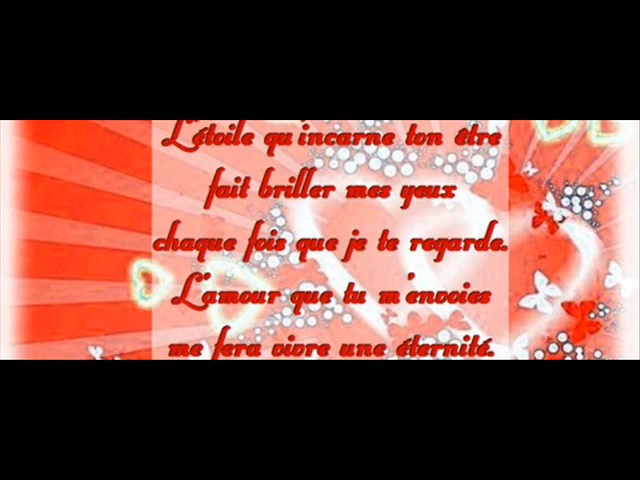 L'étoile qu'incarne ton être
fait briller mes yeux
chaque fois que je te regarde.
L'amour que tu m'envoies
me fera vivre une éternité.